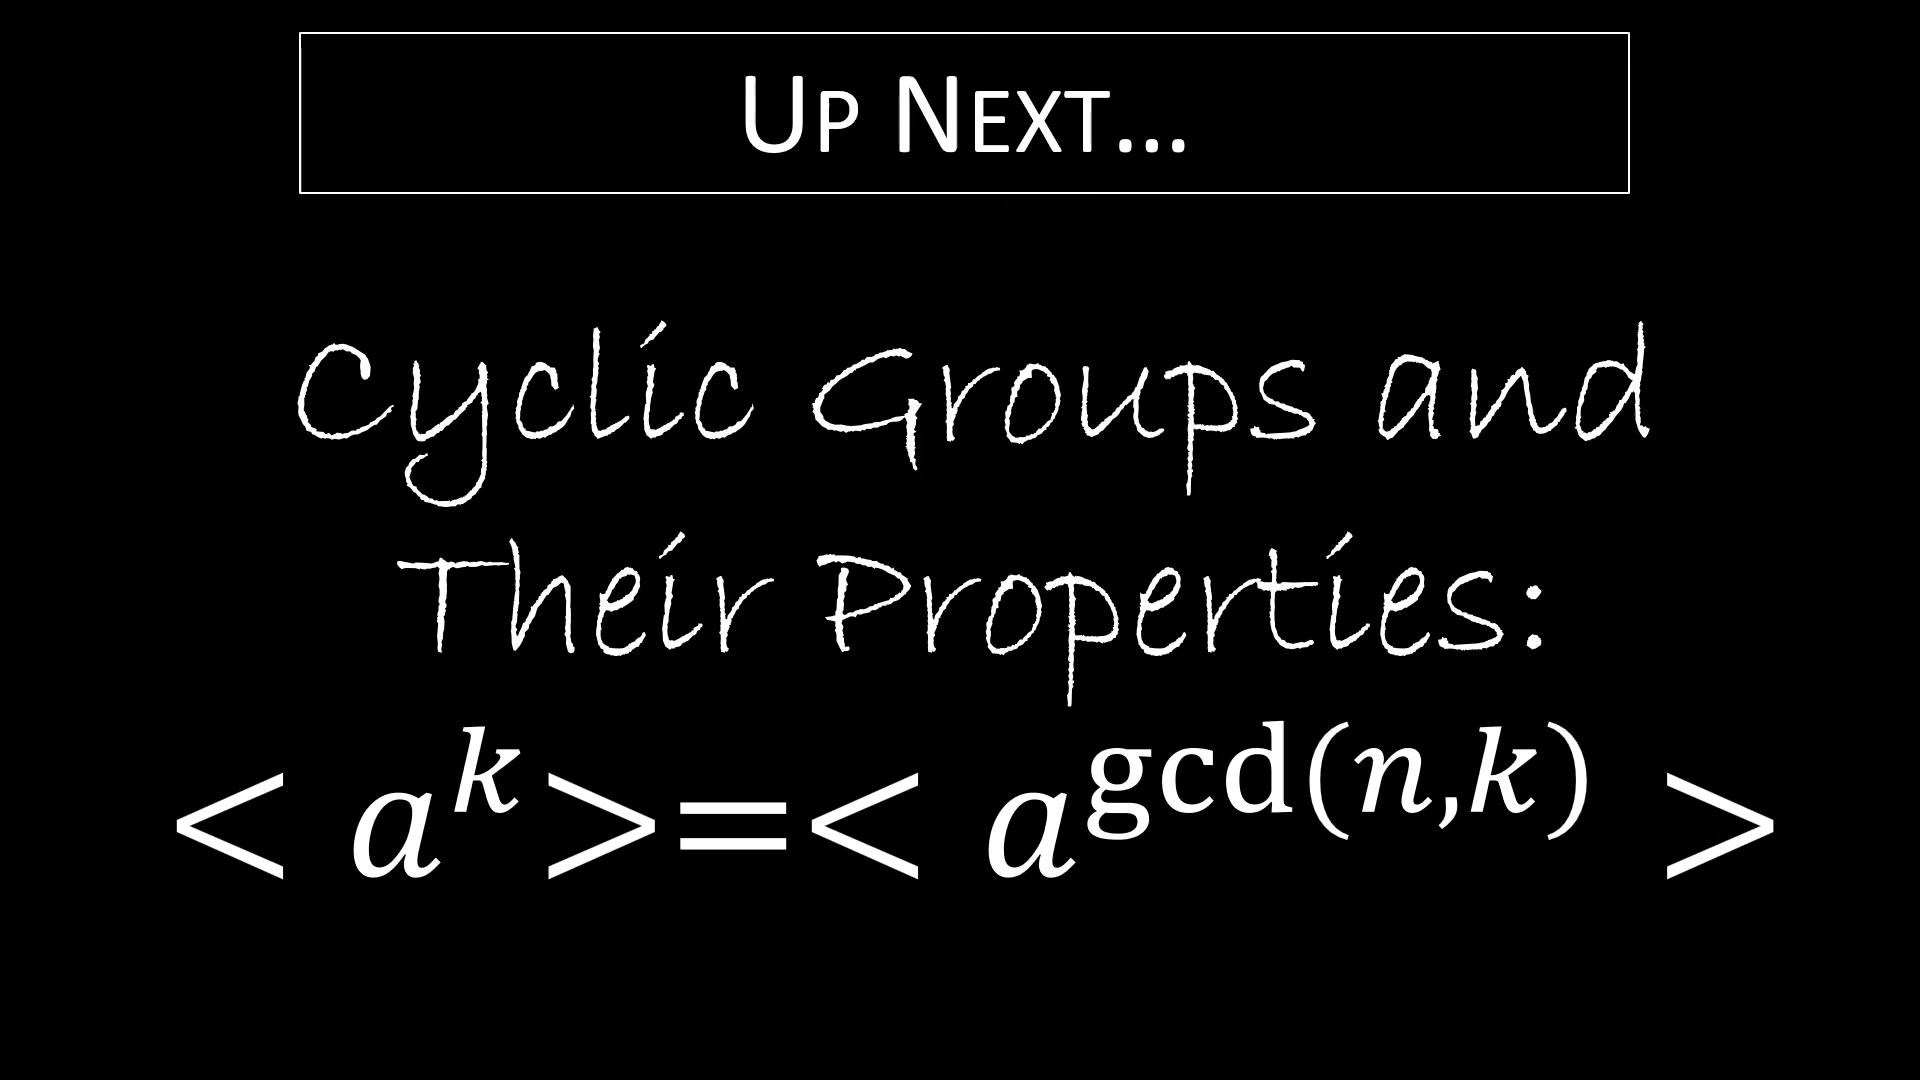 UP NEXT...
Cyclic Groups and
Their Properties:
< a^k >=< a^gcd(n,k) >